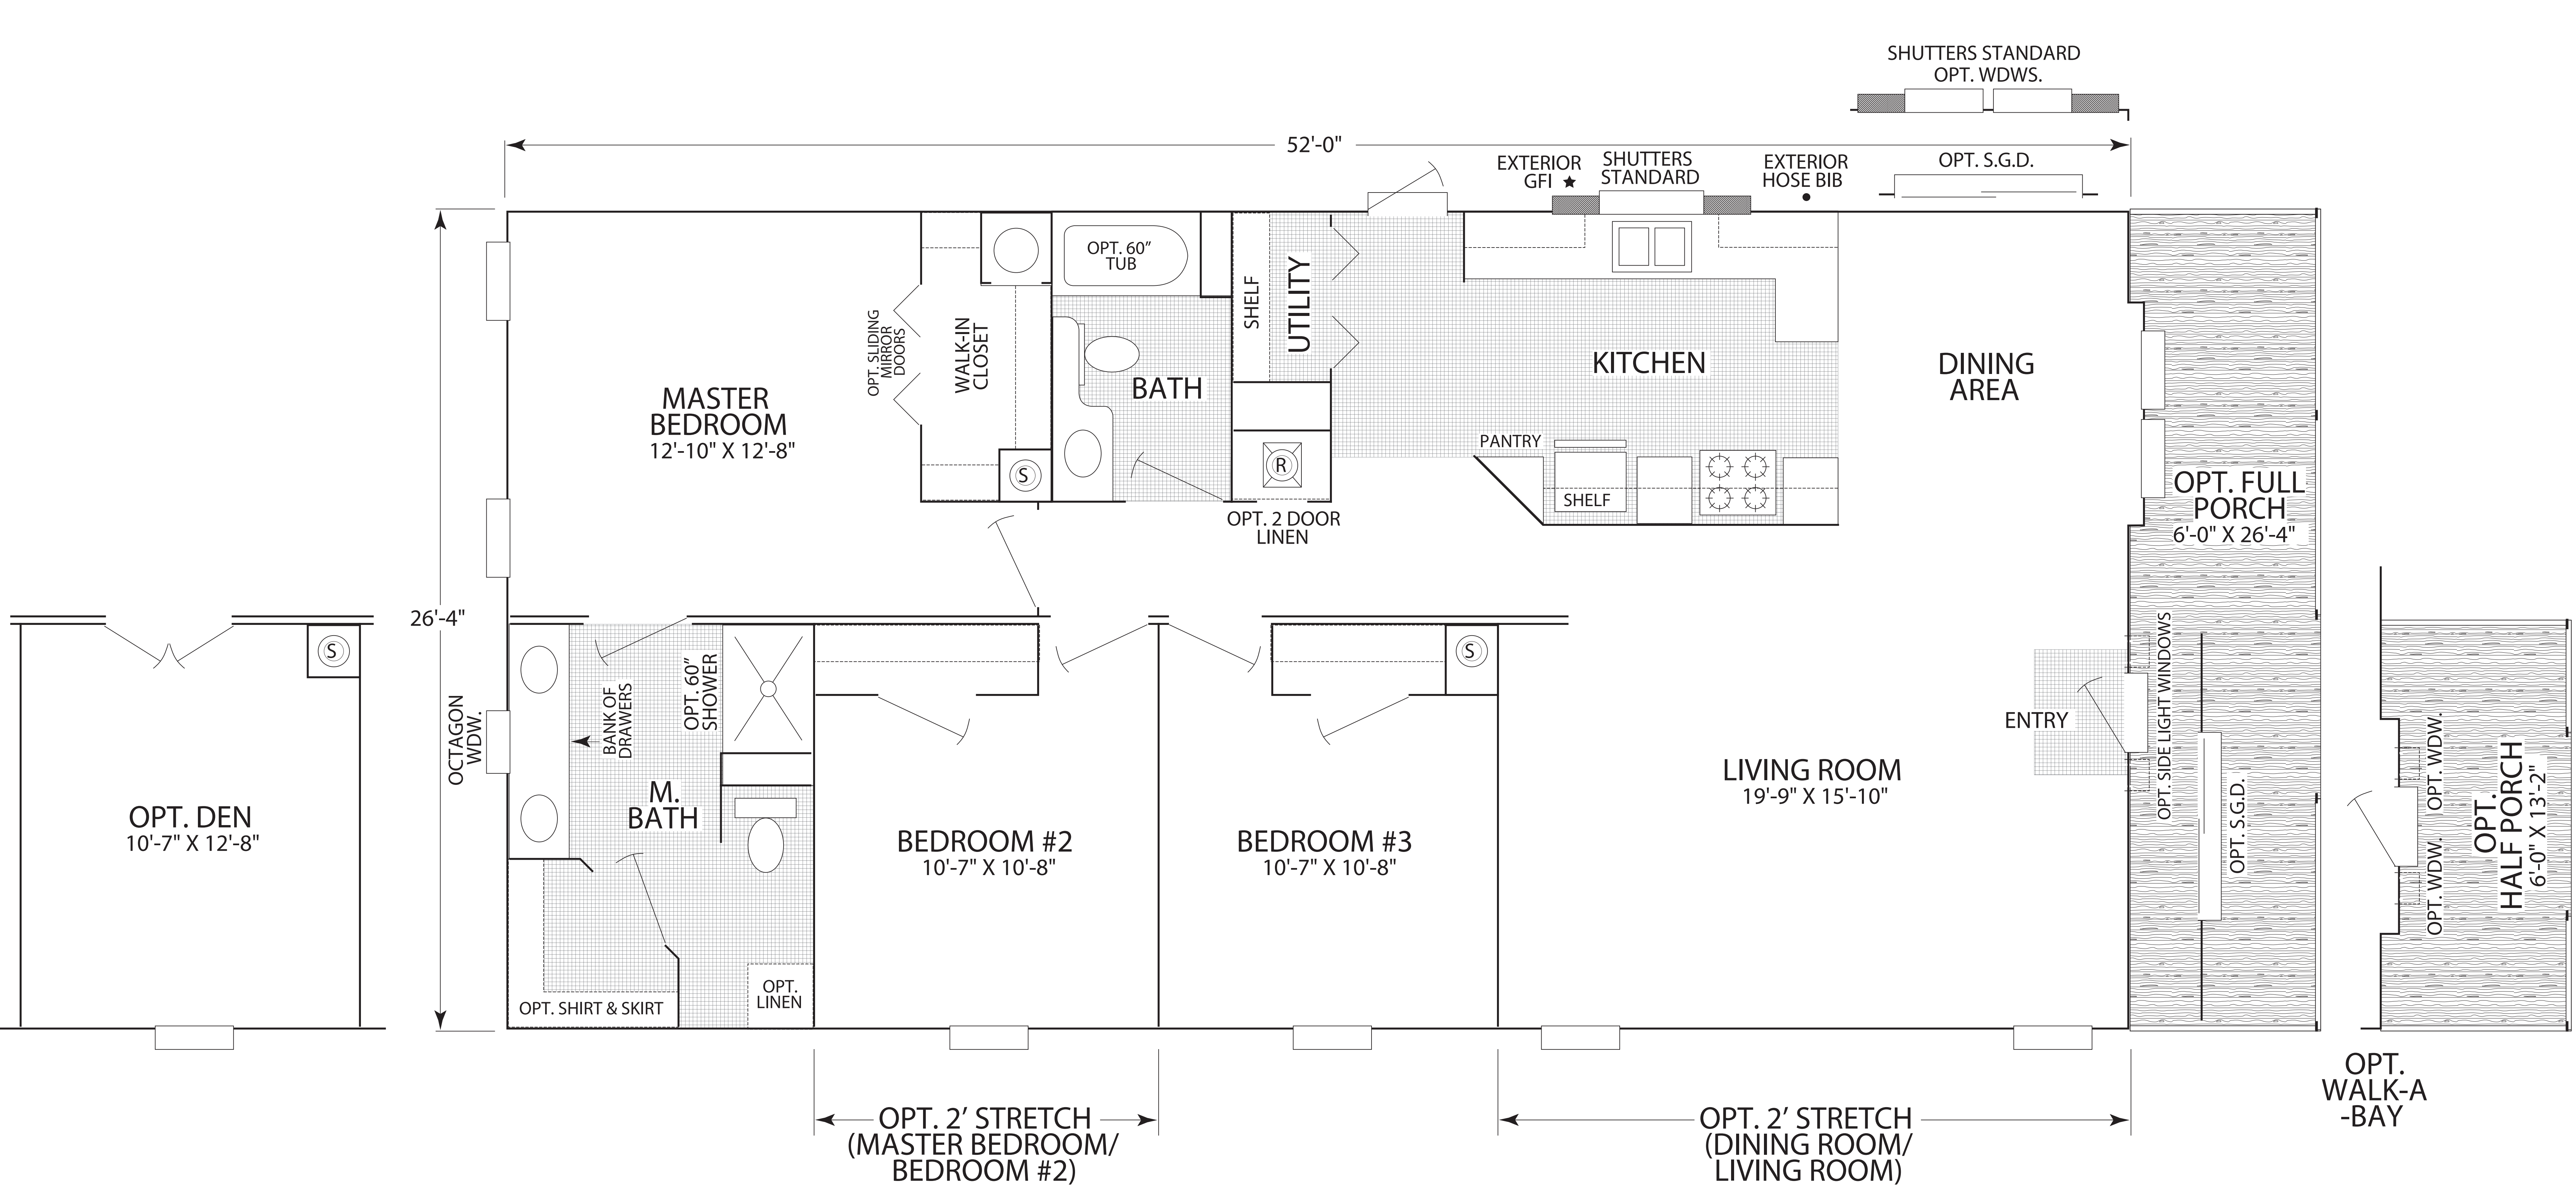 SHUTTERS STANDARD
OPT. WDWS.
52'-0"
EXTERIOR
GFI ★
SHUTTERS
STANDARD
EXTERIOR
HOSE BIB
OPT. S.G.D.
OPT. 60”
TUB
SHELF
UTILITY
OPT. SLIDING
MIRROR
DOORS
WALK-IN
CLOSET
BATH
KITCHEN
DINING
AREA
MASTER
BEDROOM
12'-10" X 12'-8"
S
R
PANTRY
SHELF
OPT. 2 DOOR
LINEN
OPT. FULL
PORCH
6'-0" X 26'-4"
26'-4"
S
OCTAGON
WDW.
BANK OF
DRAWERS
OPT. 60”
SHOWER
M.
BATH
S
ENTRY
OPT. SIDE LIGHT WINDOWS
OPT. S.G.D.
OPT. WDW.
OPT. WDW.
OPT.
HALF PORCH
6'-0" X 13'-2"
OPT. DEN
10'-7" X 12'-8"
BEDROOM #2
10'-7" X 10'-8"
BEDROOM #3
10'-7" X 10'-8"
LIVING ROOM
19'-9" X 15'-10"
OPT. SHIRT & SKIRT
OPT.
LINEN
OPT.
WALK-A
-BAY
OPT. 2’ STRETCH
(MASTER BEDROOM/
BEDROOM #2)
OPT. 2’ STRETCH
(DINING ROOM/
LIVING ROOM)